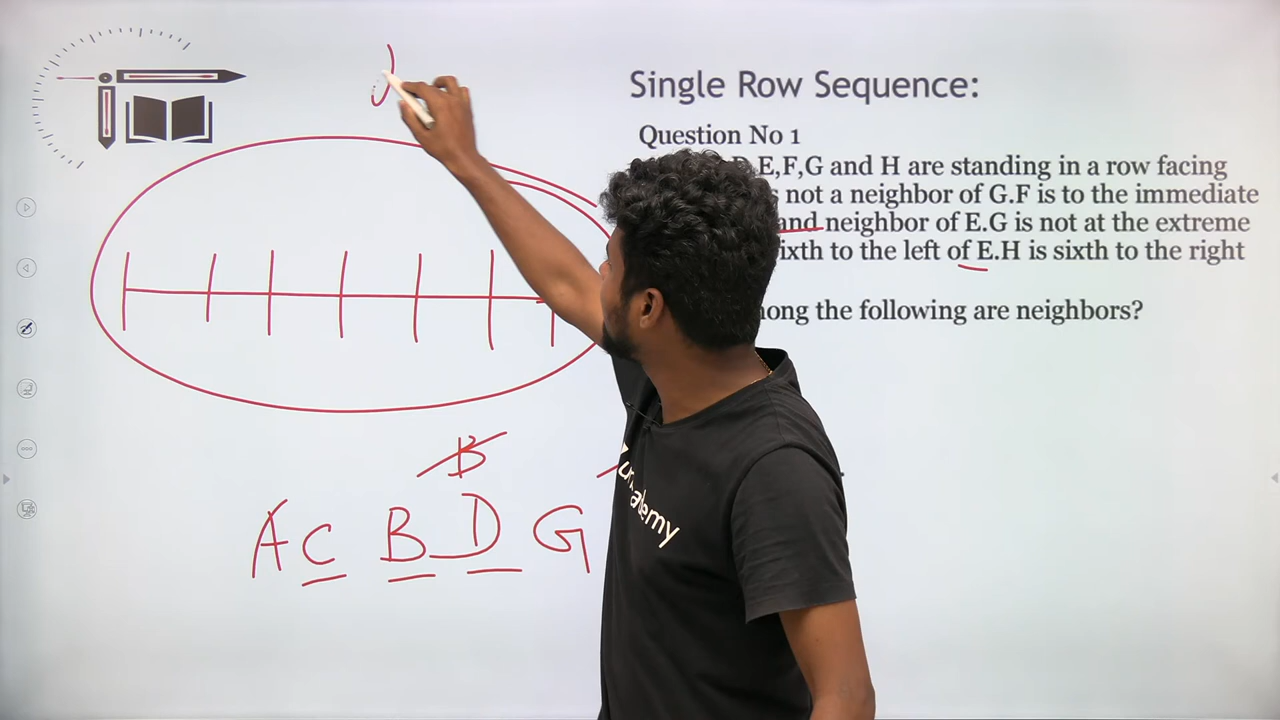 Single Row Sequence:
Question No 1
E,F,G and H are standing in a row facing
not a neighbor of G.F is to the immediate
and neighbor of E.G is not at the extreme
ixth to the left of E.H is sixth to the right
ong the following are neighbors?
B
A C B D G
demy